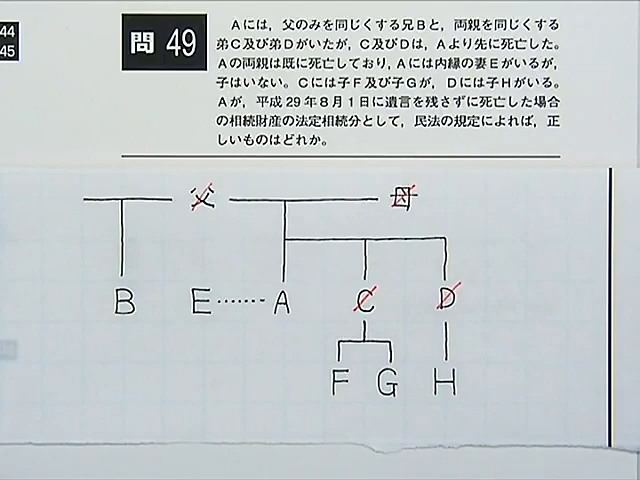 44
45
問 49
Aには，父のみを同じくする兄Bと，両親を同じくする
弟C及び弟Dがいたが，C及びDは，Aより先に死亡した。
Aの両親は既に死亡しており，Aには内縁の妻Eがいるが，
子はいない。Cには子F及び子Gが，Dには子Hがいる。
Aが，平成29年8月1日に遺言を残さずに死亡した場合
の相続財産の法定相続分として，民法の規定によれば，正
しいものはどれか。
父 母
B E A C D
F G H